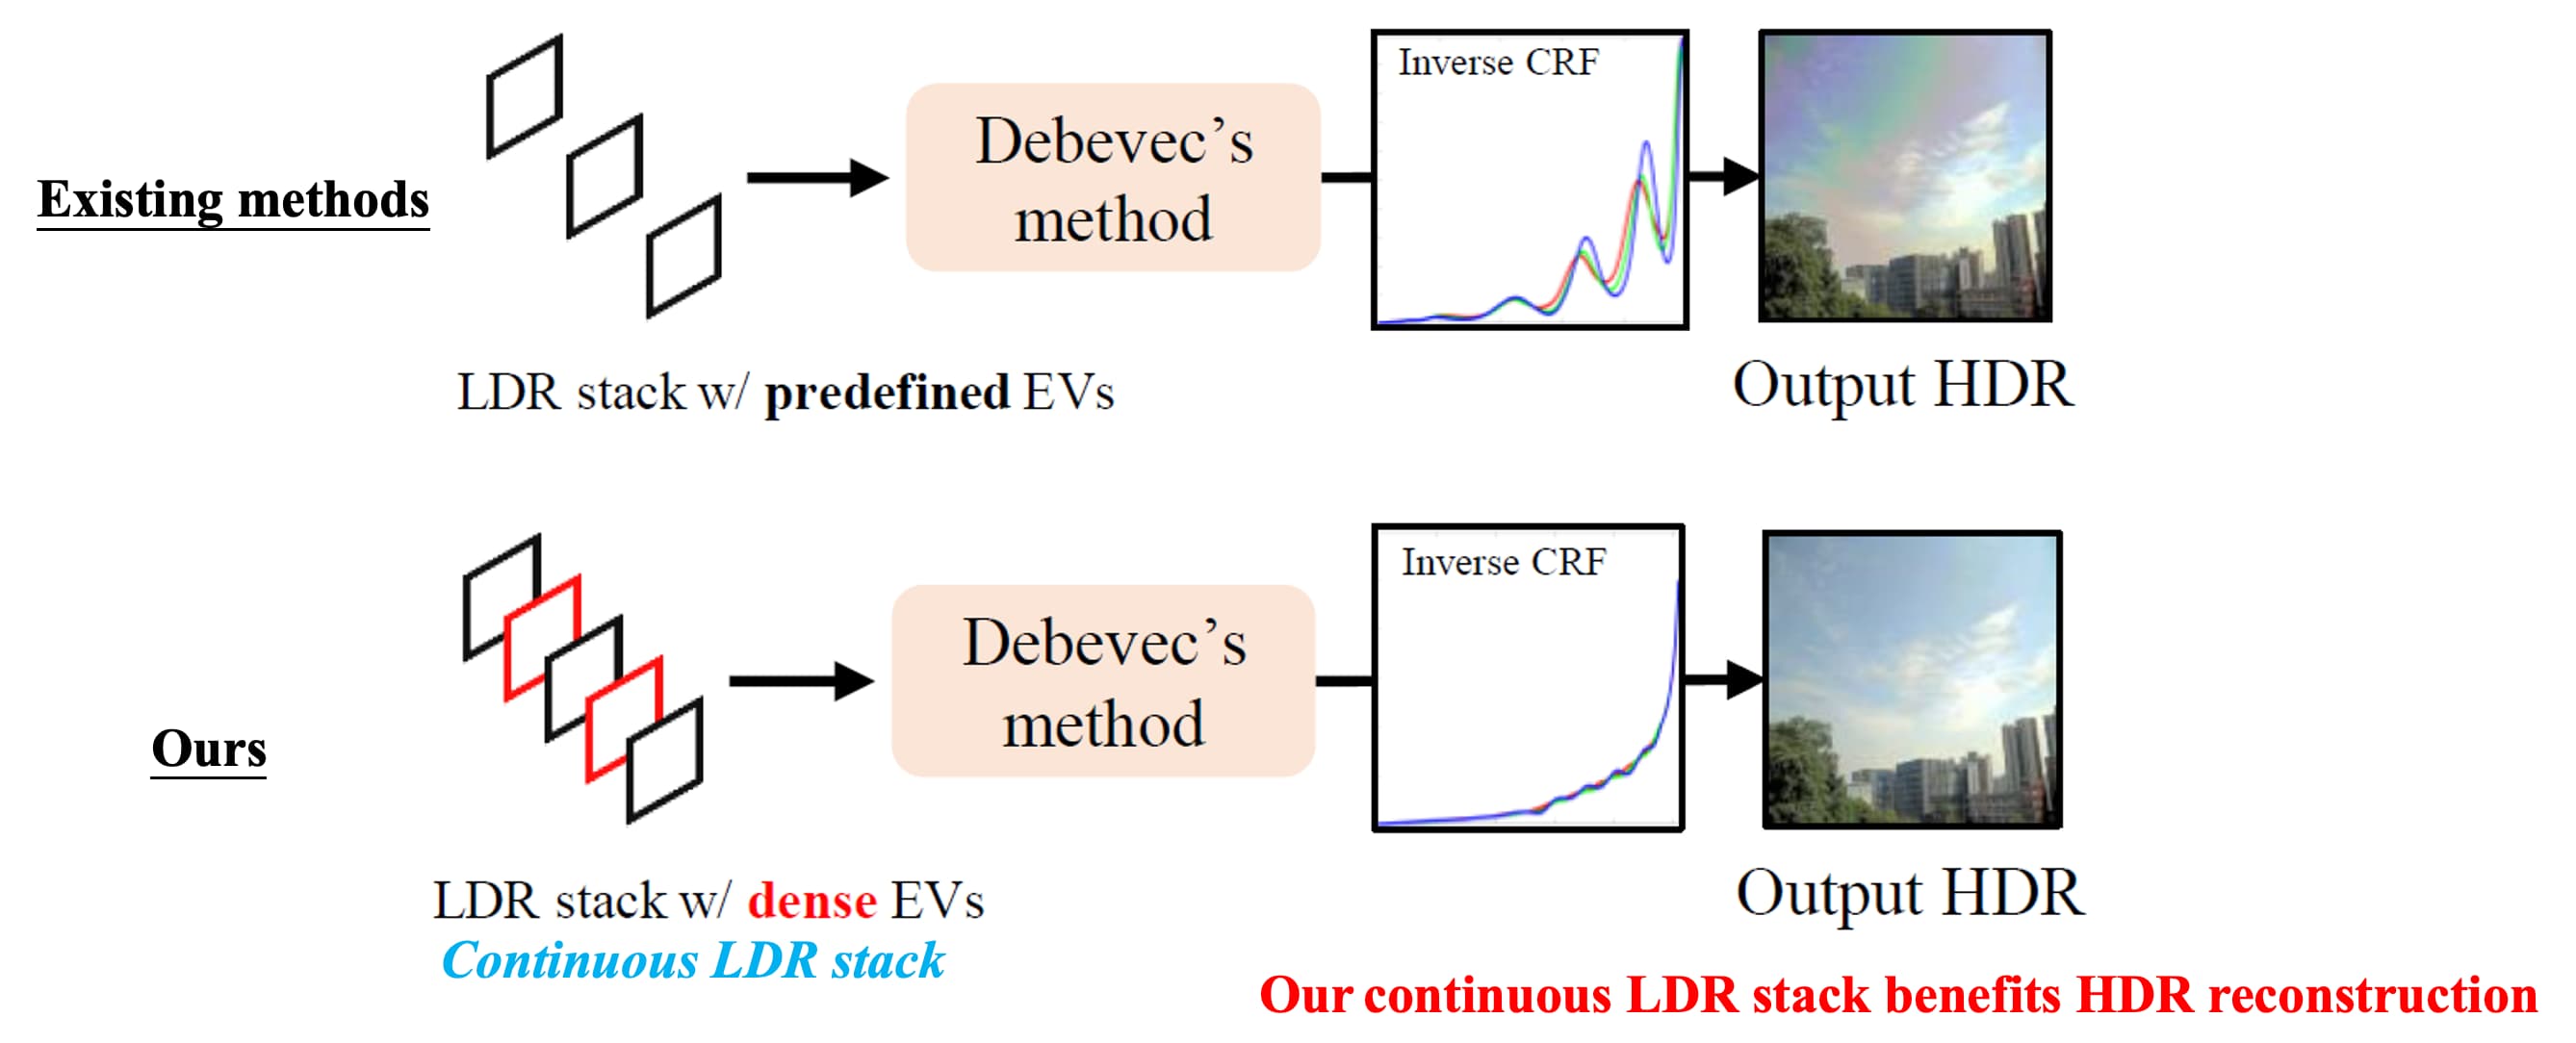 Existing methods
Debevec's
method
Inverse CRF
LDR stack w/ predefined EVs
Output HDR
Ours
Debevec's
method
Inverse CRF
LDR stack w/ dense EVs
Continuous LDR stack
Output HDR
Our continuous LDR stack benefits HDR reconstruction